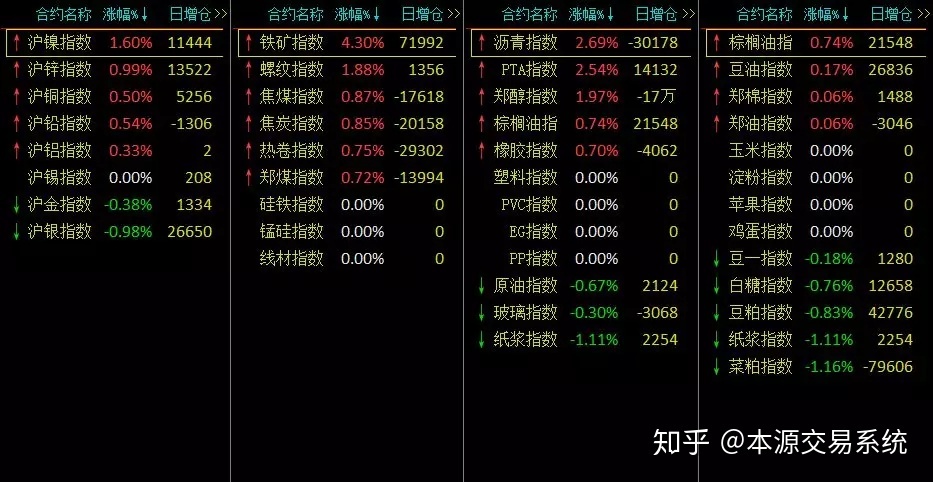 合约名称 涨幅%↓ 日增仓 >>
↑ 沪镍指数 1.60% 11444
↑ 沪锌指数 0.99% 13522
↑ 沪铜指数 0.50% 5256
↑ 沪铅指数 0.54% -1306
↑ 沪铝指数 0.33% 2
沪锡指数 0.00% 208
↓ 沪金指数 -0.38% 1334
↓ 沪银指数 -0.98% 26650
合约名称 涨幅%↓ 日增仓 >>
↑ 铁矿指数 4.30% 71992
↑ 螺纹指数 1.88% 1356
↑ 焦煤指数 0.87% -17618
↑ 焦炭指数 0.85% -20158
↑ 热卷指数 0.75% -29302
↑ 郑煤指数 0.72% -13994
硅铁指数 0.00% 0
锰硅指数 0.00% 0
线材指数 0.00% 0
合约名称 涨幅%↓ 日增仓 >>
↑ 沥青指数 2.69% -30178
↑ PTA指数 2.54% 14132
↑ 郑醇指数 1.97% -17万
↑ 棕榈油指 0.74% 21548
↑ 橡胶指数 0.70% -4062
塑料指数 0.00% 0
PVC指数 0.00% 0
EG指数 0.00% 0
PP指数 0.00% 0
↓ 原油指数 -0.67% 2124
↓ 玻璃指数 -0.30% -3068
↓ 纸浆指数 -1.11% 2254
合约名称 涨幅%↓ 日增仓 >>
↑ 棕榈油指 0.74% 21548
↑ 豆油指数 0.17% 26836
↑ 郑棉指数 0.06% 1488
↑ 郑油指数 0.06% -3046
玉米指数 0.00% 0
淀粉指数 0.00% 0
苹果指数 0.00% 0
鸡蛋指数 0.00% 0
↓ 豆一指数 -0.18% 1280
↓ 白糖指数 -0.76% 12658
↓ 豆粕指数 -0.83% 42776
↓ 纸浆指数 -1.11% 2254
↓ 菜粕指数 -1.16% -79606
知乎 @本源交易系统